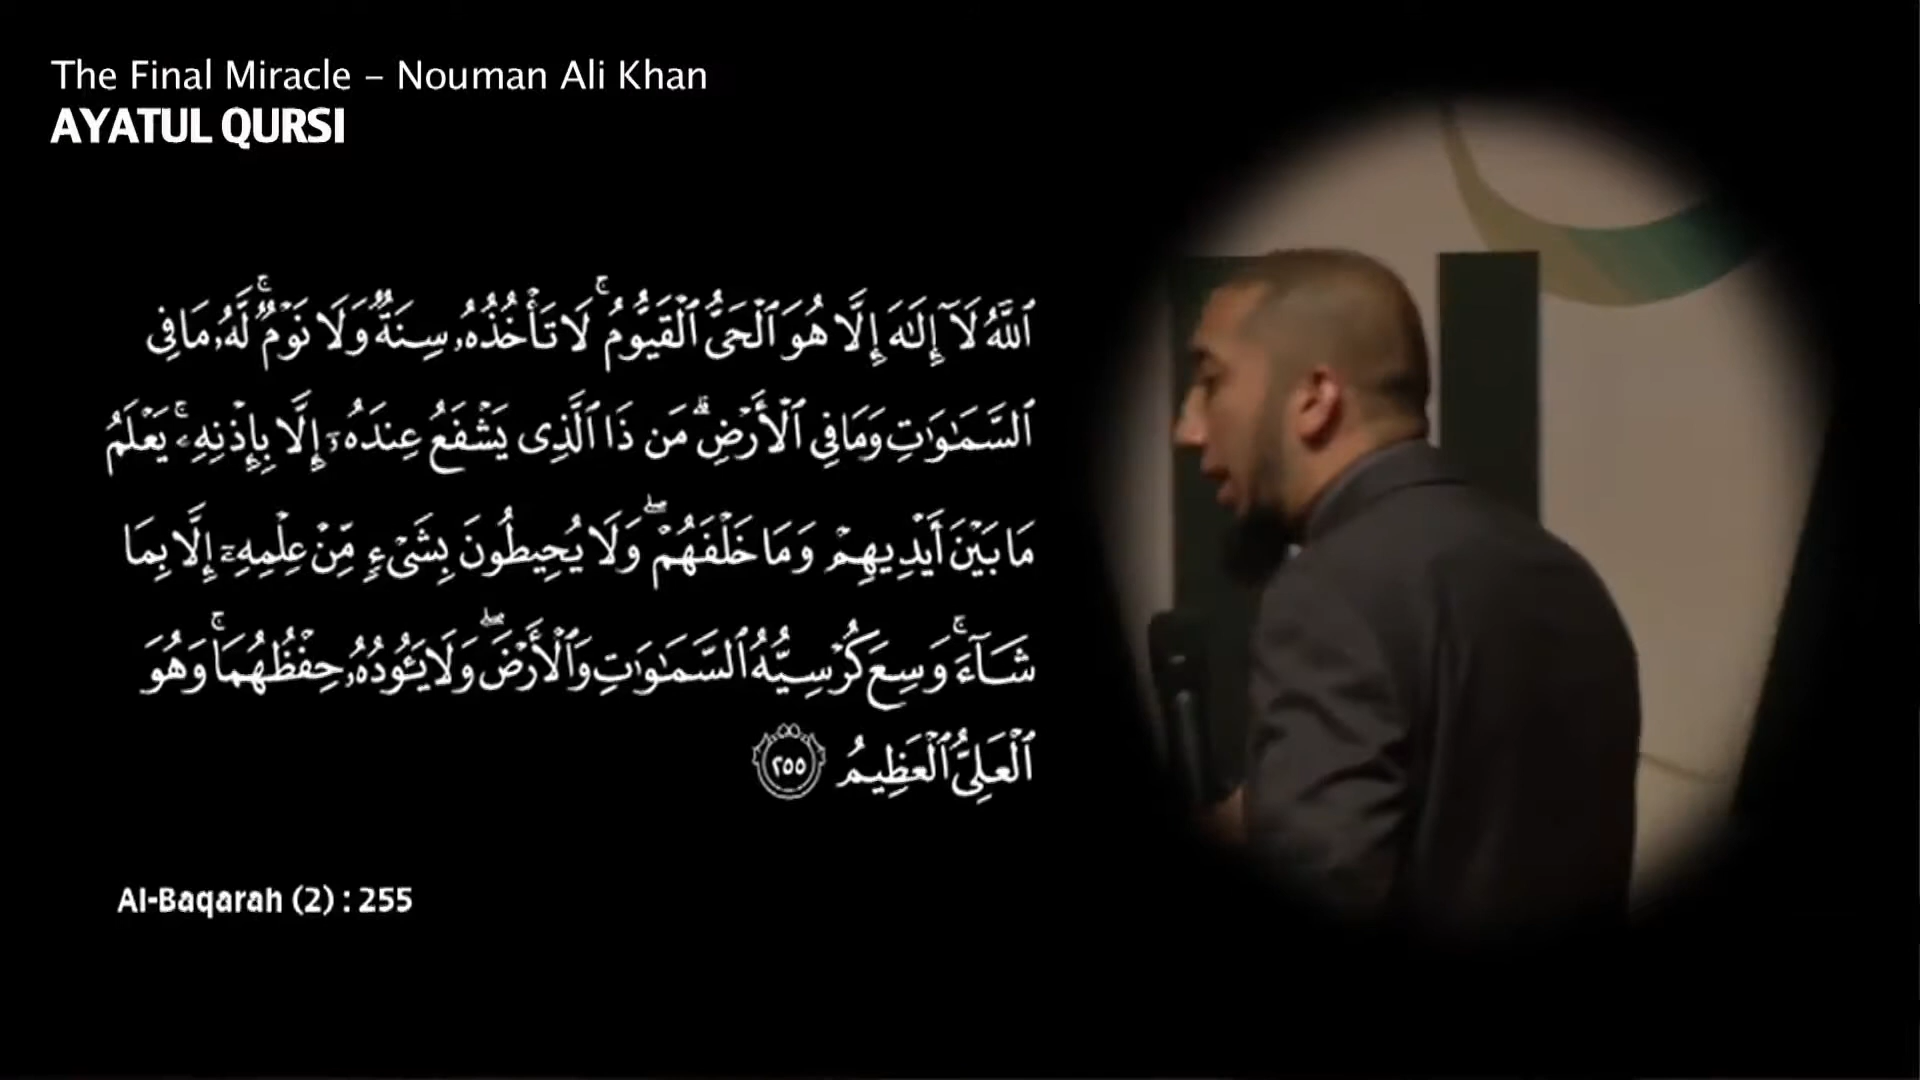 The Final Miracle – Nouman Ali Khan
AYATUL QURSI
ٱللَّهُ لَآ إِلَـٰهَ إِلَّا هُوَ ٱلْحَىُّ ٱلْقَيُّومُ ۚ لَا تَأْخُذُهُۥ سِنَةٌ وَلَا نَوْمٌ ۚ لَّهُۥ مَا فِى
ٱلسَّمَـٰوَٰتِ وَمَا فِى ٱلْأَرْضِ ۗ مَن ذَا ٱلَّذِى يَشْفَعُ عِندَهُۥٓ إِلَّا بِإِذْنِهِۦ ۚ يَعْلَمُ
مَا بَيْنَ أَيْدِيهِمْ وَمَا خَلْفَهُمْ ۖ وَلَا يُحِيطُونَ بِشَىْءٍ مِّنْ عِلْمِهِۦٓ إِلَّا بِمَا
شَآءَ ۚ وَسِعَ كُرْسِيُّهُ ٱلسَّمَـٰوَٰتِ وَٱلْأَرْضَ ۖ وَلَا يَـُٔودُهُۥ حِفْظُهُمَا ۚ وَهُوَ
ٱلْعَلِىُّ ٱلْعَظِيمُ ٢٥٥
Al-Baqarah (2) : 255